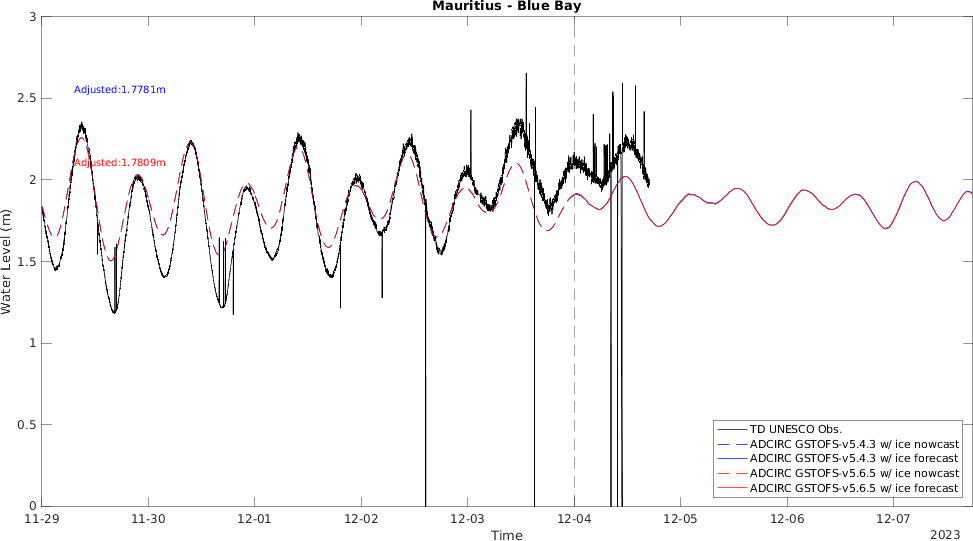 Mauritius - Blue Bay
Adjusted:1.7781m
Adjusted:1.7809m
Water Level (m)
3
2.5
2
1.5
1
0.5
0
11-29
11-30
12-01
12-02
12-03
12-04
12-05
12-06
12-07
Time
2023
TD UNESCO Obs.
ADCIRC GSTOFS-v5.4.3 w/ ice nowcast
ADCIRC GSTOFS-v5.4.3 w/ ice forecast
ADCIRC GSTOFS-v5.6.5 w/ ice nowcast
ADCIRC GSTOFS-v5.6.5 w/ ice forecast